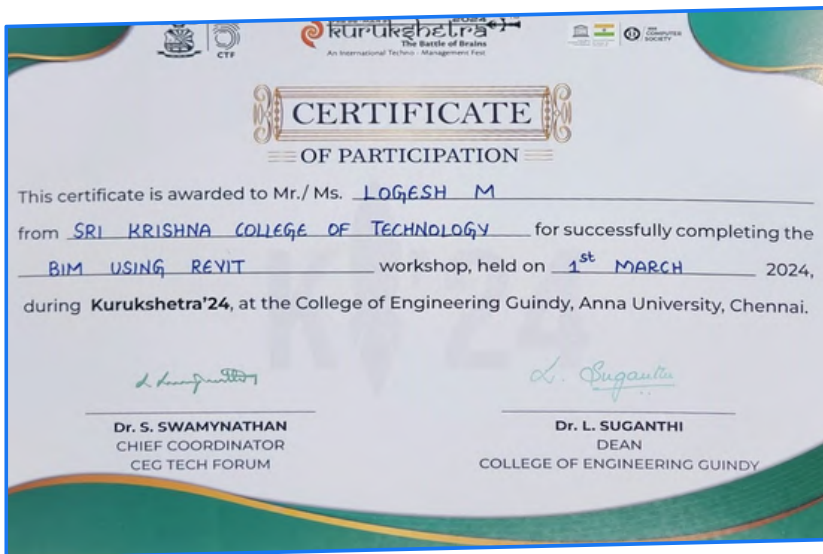 2024
kurukshetra
The Battle of Brains
An International Techno - Management Fest
CTF
COMPUTER
SOCIETY
CERTIFICATE
OF PARTICIPATION
This certificate is awarded to Mr./ Ms. LOGESH M
from SRI KRISHNA COLLEGE OF TECHNOLOGY for successfully completing the
BIM USING REVIT workshop, held on 1st MARCH 2024,
during Kurukshetra'24, at the College of Engineering Guindy, Anna University, Chennai.
L. Suganthi
Dr. S. SWAMYNATHAN
Dr. L. SUGANTHI
CHIEF COORDINATOR
DEAN
CEG TECH FORUM
COLLEGE OF ENGINEERING GUINDY